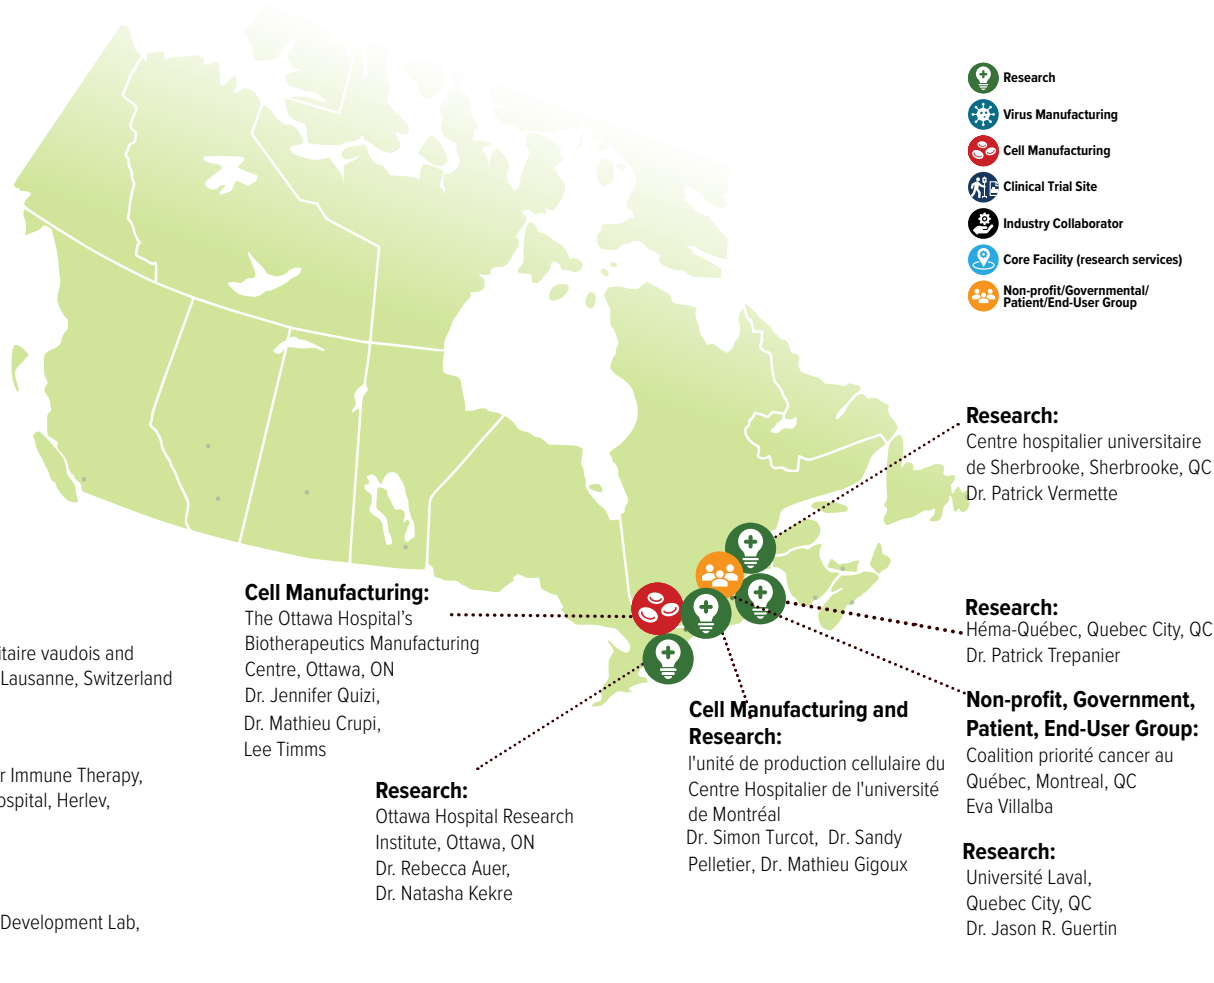 Research
Virus Manufacturing
Cell Manufacturing
Clinical Trial Site
Industry Collaborator
Core Facility (research services)
Non-profit/Governmental/
Patient/End-User Group
Research:
Centre hospitalier universitaire
de Sherbrooke, Sherbrooke, QC
Dr. Patrick Vermette
Cell Manufacturing:
The Ottawa Hospital’s
Biotherapeutics Manufacturing
Centre, Ottawa, ON
Dr. Jennifer Quizi,
Dr. Mathieu Crupi,
Lee Timms
Research:
Héma-Québec, Quebec City, QC
Dr. Patrick Trepanier
itaire vaudois and
Lausanne, Switzerland
Non-profit, Government,
Patient, End-User Group:
Coalition priorité cancer au
Québec, Montreal, QC
Eva Villalba
Cell Manufacturing and
Research:
l'unité de production cellulaire du
Centre Hospitalier de l'université
de Montréal
Dr. Simon Turcot, Dr. Sandy
Pelletier, Dr. Mathieu Gigoux
r Immune Therapy,
ospital, Herlev,
Research:
Ottawa Hospital Research
Institute, Ottawa, ON
Dr. Rebecca Auer,
Dr. Natasha Kekre
Research:
Université Laval,
Quebec City, QC
Dr. Jason R. Guertin
Development Lab,